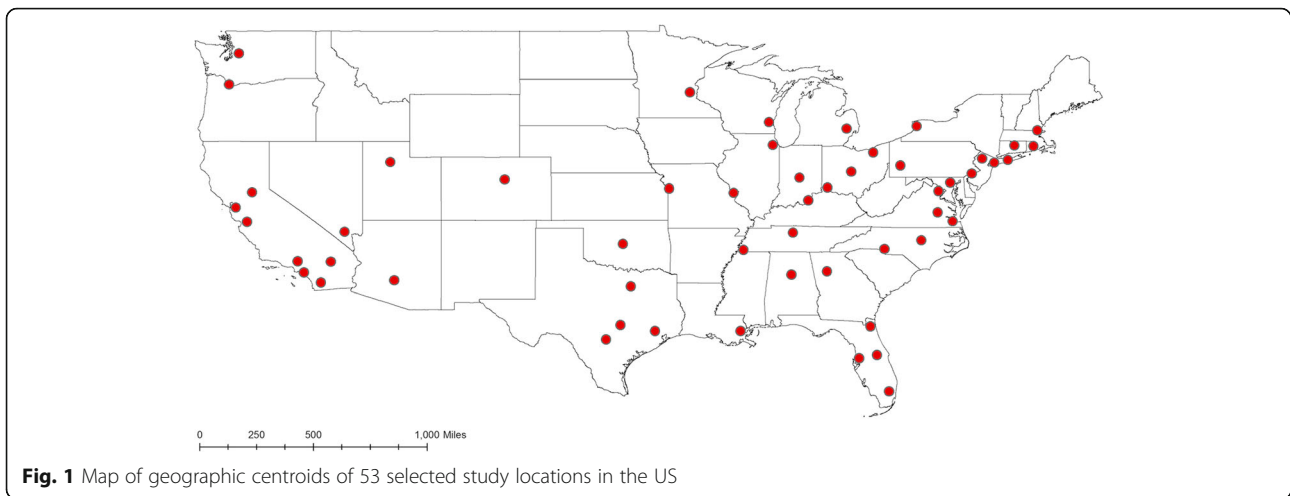 0 250 500 1,000 Miles
Fig. 1 Map of geographic centroids of 53 selected study locations in the US